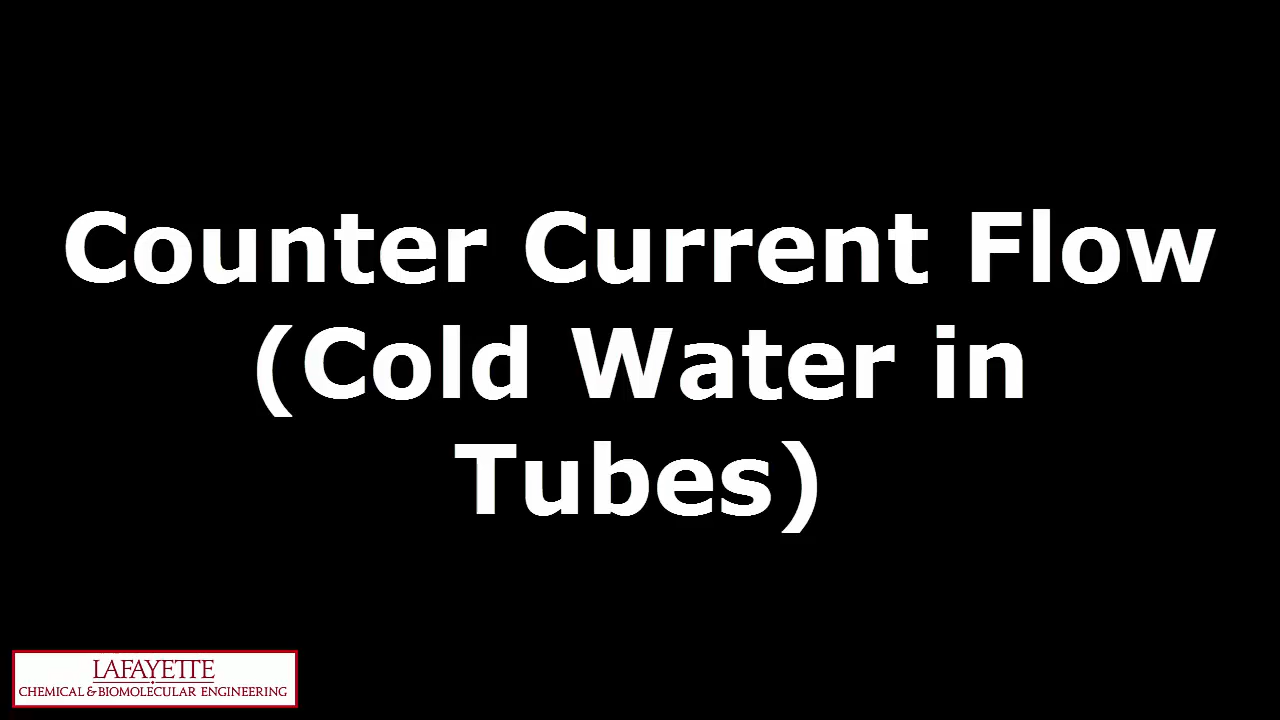 Counter Current Flow
(Cold Water in
Tubes)
LAFAYETTE
CHEMICAL & BIOMOLECULAR ENGINEERING